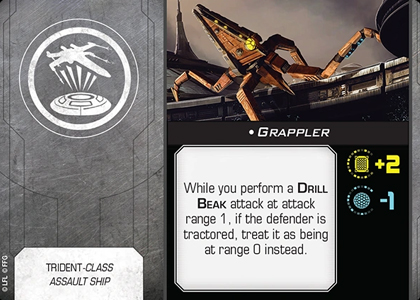 • GRAPPLER
While you perform a DRILL
BEAK attack at attack
range 1, if the defender is
tractored, treat it as being
at range 0 instead.
+2
-1
TRIDENT-CLASS
ASSAULT SHIP
©LFL ©FFG